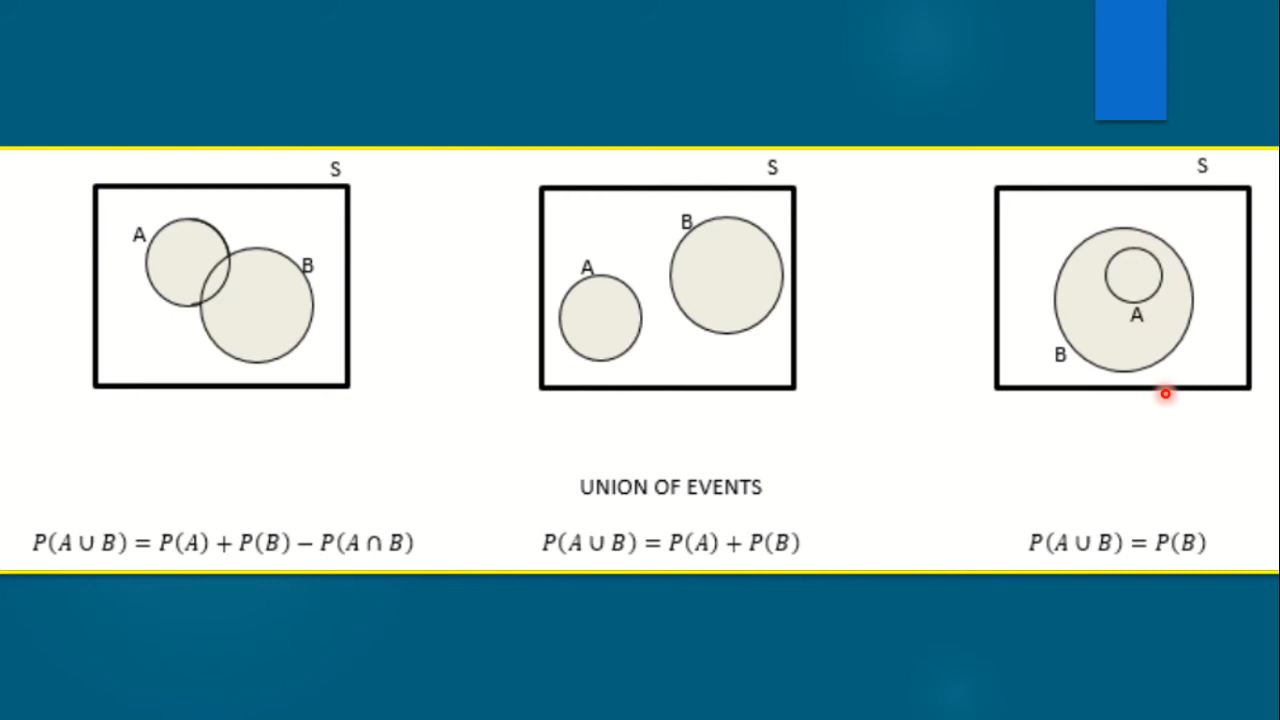 S
S
S
A
B
B
A
A
B
UNION OF EVENTS
P(A ∪ B) = P(A) + P(B) − P(A ∩ B)
P(A ∪ B) = P(A) + P(B)
P(A ∪ B) = P(B)